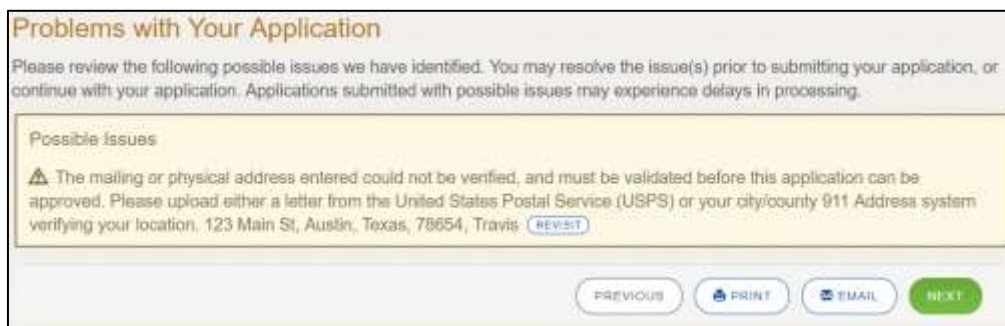 Problems with Your Application
Please review the following possible issues we have identified. You may resolve the issue(s) prior to submitting your application, or
continue with your application. Applications submitted with possible issues may experience delays in processing.
Possible Issues
The mailing or physical address entered could not be verified, and must be validated before this application can be
approved. Please upload either a letter from the United States Postal Service (USPS) or your city/county 911 Address system
verifying your location. 123 Main St, Austin, Texas, 78654, Travis REVISIT
PREVIOUS PRINT EMAIL NEXT